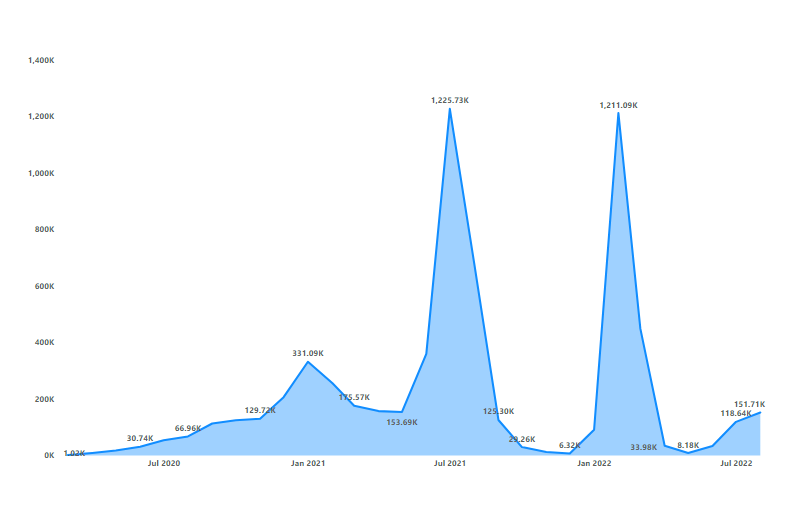 1,400K
1,225.73K
1,211.09K
1,200K
1,000K
800K
600K
400K
331.09K
200K
175.57K
151.71K
129.72K
125.30K
118.64K
153.69K
66.96K
30.74K
29.26K
6.32K
33.98K
8.18K
0K
1.02K
Jul 2020
Jan 2021
Jul 2021
Jan 2022
Jul 2022